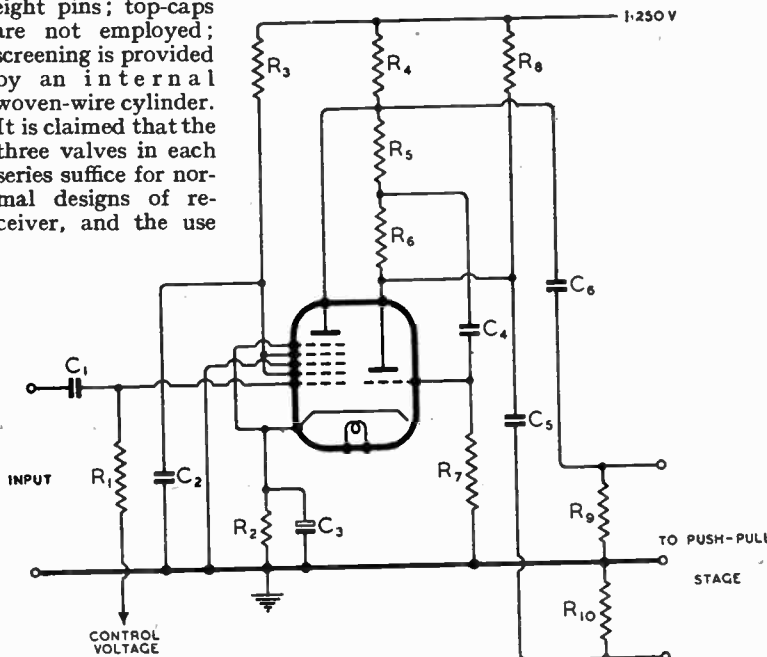 eight pins; top-caps
are not employed;
screening is provided
by an internal
woven-wire cylinder.
It is claimed that the
three valves in each
series suffice for nor-
mal designs of re-
ceiver, and the use
R3
R4
R8
250 V
R5
R6
C6
C4
C1
C5
INPUT
R1
C2
R7
R2
C3
R9
TO PUSH-PULL
STAGE
R10
CONTROL
VOLTAGE